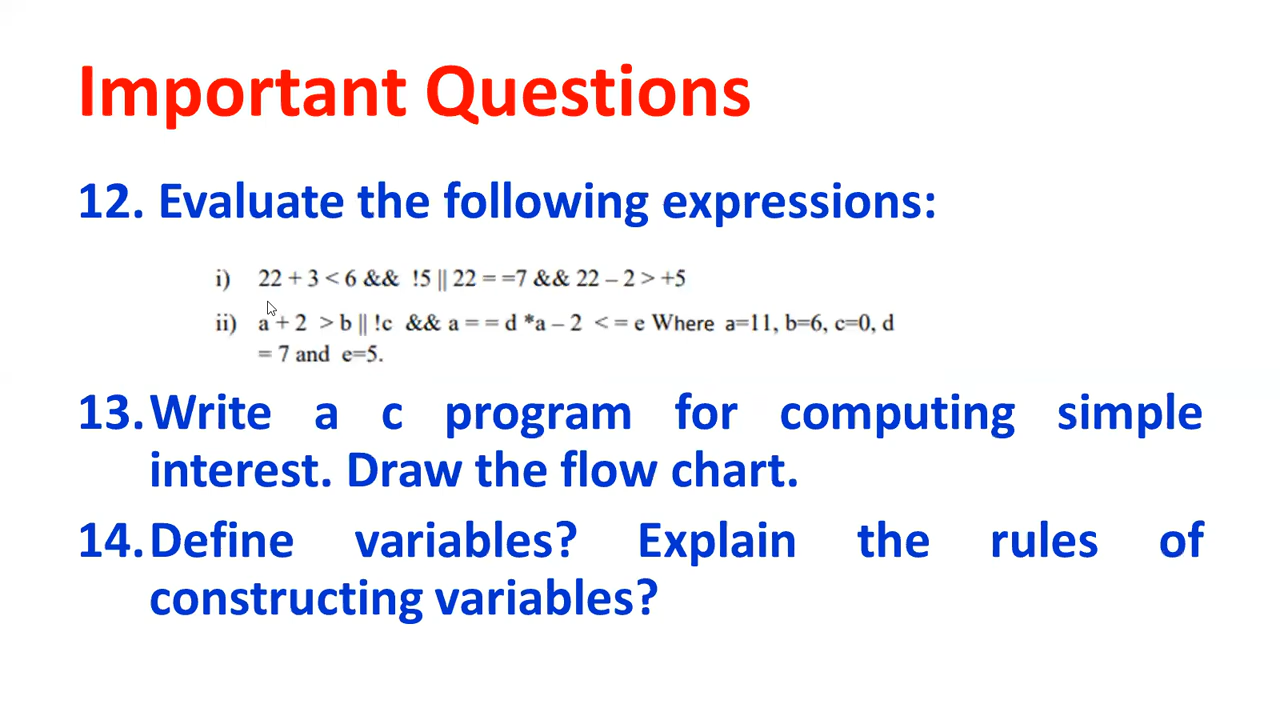 Important Questions
12. Evaluate the following expressions:
i) 22 + 3 < 6 && !5 || 22 = =7 && 22 – 2 > +5
ii) a + 2 > b || !c && a = = d *a – 2 < = e Where a=11, b=6, c=0, d
= 7 and e=5.
13. Write a c program for computing simple
interest. Draw the flow chart.
14. Define variables? Explain the rules of
constructing variables?